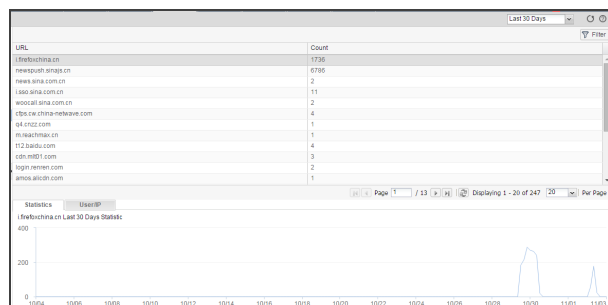 Last 30 Days
Filter
URL Count
i.firefoxchina.cn 1736
newspush.sinajs.cn 6786
news.sina.com.cn 2
i.sso.sina.com.cn 11
woocall.sina.com.cn 2
cfps.cw.china-netwave.com 4
q4.cnzz.com 1
m.reachmax.cn 1
t12.baidu.com 4
cdn.mlt01.com 3
login.renren.com 2
amos.alicdn.com 1
Page 1 / 13 Displaying 1 - 20 of 247 20 Per Page
Statistics User/IP
i.firefoxchina.cn Last 30 Days Statistic
400
200
0
10/04 10/06 10/08 10/10 10/12 10/14 10/16 10/18 10/20 10/22 10/24 10/26 10/28 10/30 11/01 11/03